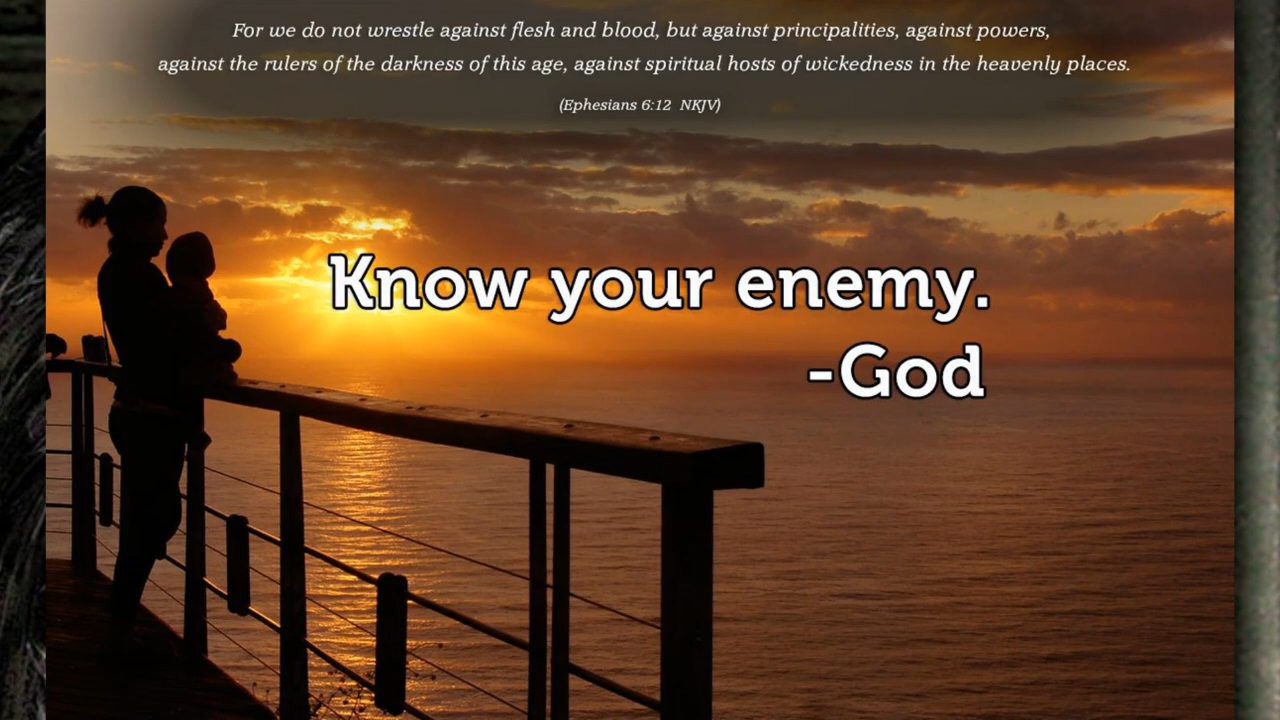 For we do not wrestle against flesh and blood, but against principalities, against powers,
against the rulers of the darkness of this age, against spiritual hosts of wickedness in the heavenly places.
(Ephesians 6:12 NKJV)
Know your enemy.
-God